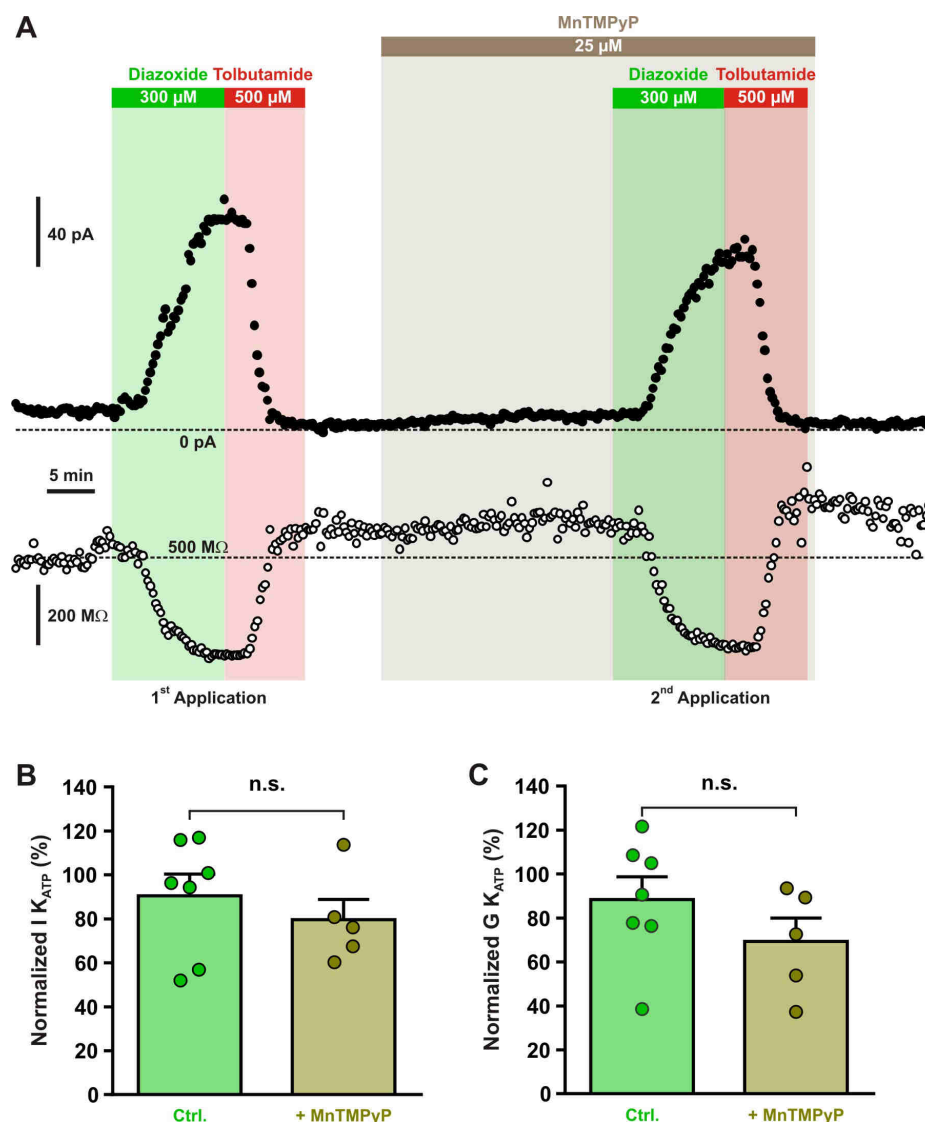 A
MnTMPyP
25 µM
Diazoxide Tolbutamide
300 µM 500 µM
Diazoxide Tolbutamide
300 µM 500 µM
40 pA
0 pA
5 min
500 MΩ
200 MΩ
1st Application
2nd Application
B
n.s.
Normalized I KATP (%)
140
120
100
80
60
40
20
0
Ctrl.
+ MnTMPyP
C
n.s.
Normalized G KATP (%)
140
120
100
80
60
40
20
0
Ctrl.
+ MnTMPyP